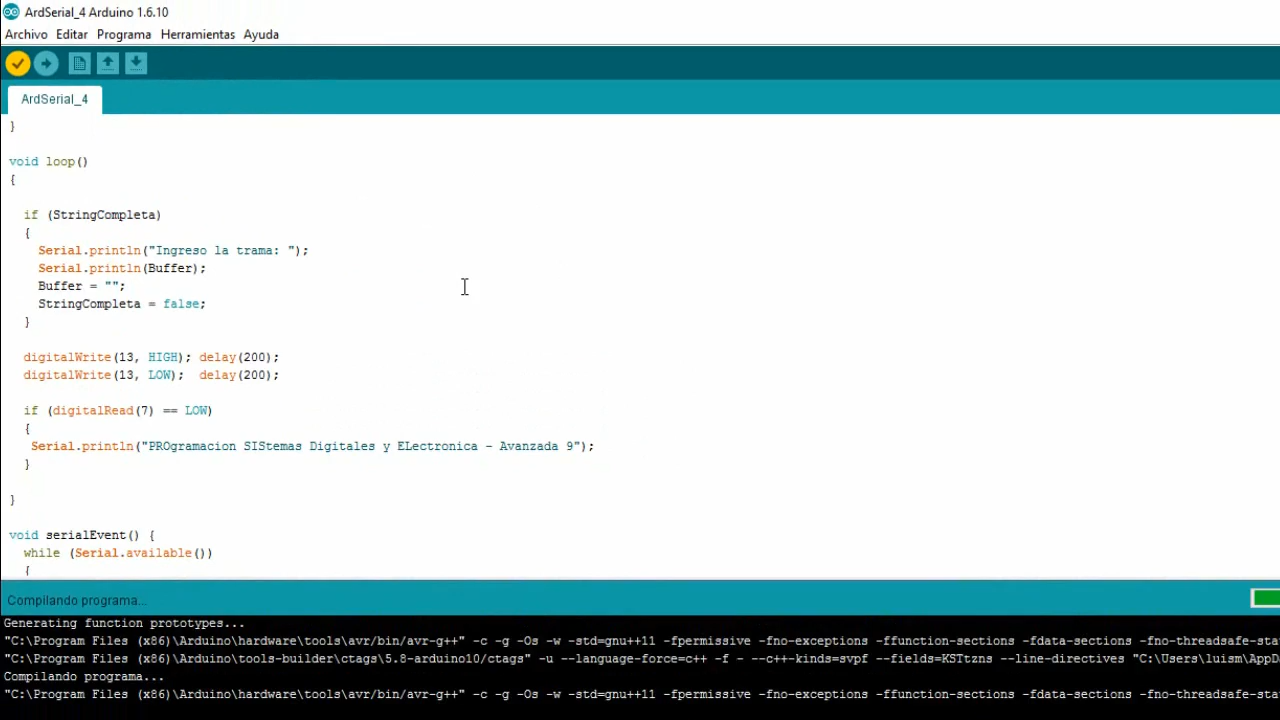 ArdSerial_4 Arduino 1.6.10
Archivo Editar Programa Herramientas Ayuda
ArdSerial_4
}
void loop()
{
if (StringCompleta)
{
Serial.println("Ingreso la trama: ");
Serial.println(Buffer);
Buffer = "";
StringCompleta = false;
}
digitalWrite(13, HIGH); delay(200);
digitalWrite(13, LOW);  delay(200);
if (digitalRead(7) == LOW)
{
Serial.println("PROgramacion SIStemas Digitales y ELectronica - Avanzada 9");
}
}
void serialEvent() {
while (Serial.available())
{
Compilando programa...
Generating function prototypes...
"C:\Program Files (x86)\Arduino\hardware\tools\avr/bin/avr-g++" -c -g -Os -w -std=gnu++11 -fpermissive -fno-exceptions -ffunction-sections -fdata-sections -fno-threadsafe-sta
"C:\Program Files (x86)\Arduino\tools-builder\ctags\5.8-arduino10/ctags" -u --language-force=c++ -f - --c++-kinds=svpf --fields=KSTtzns --line-directives "C:\Users\luism\AppD
Compilando programa...
"C:\Program Files (x86)\Arduino\hardware\tools\avr/bin/avr-g++" -c -g -Os -w -std=gnu++11 -fpermissive -fno-exceptions -ffunction-sections -fdata-sections -fno-threadsafe-sta